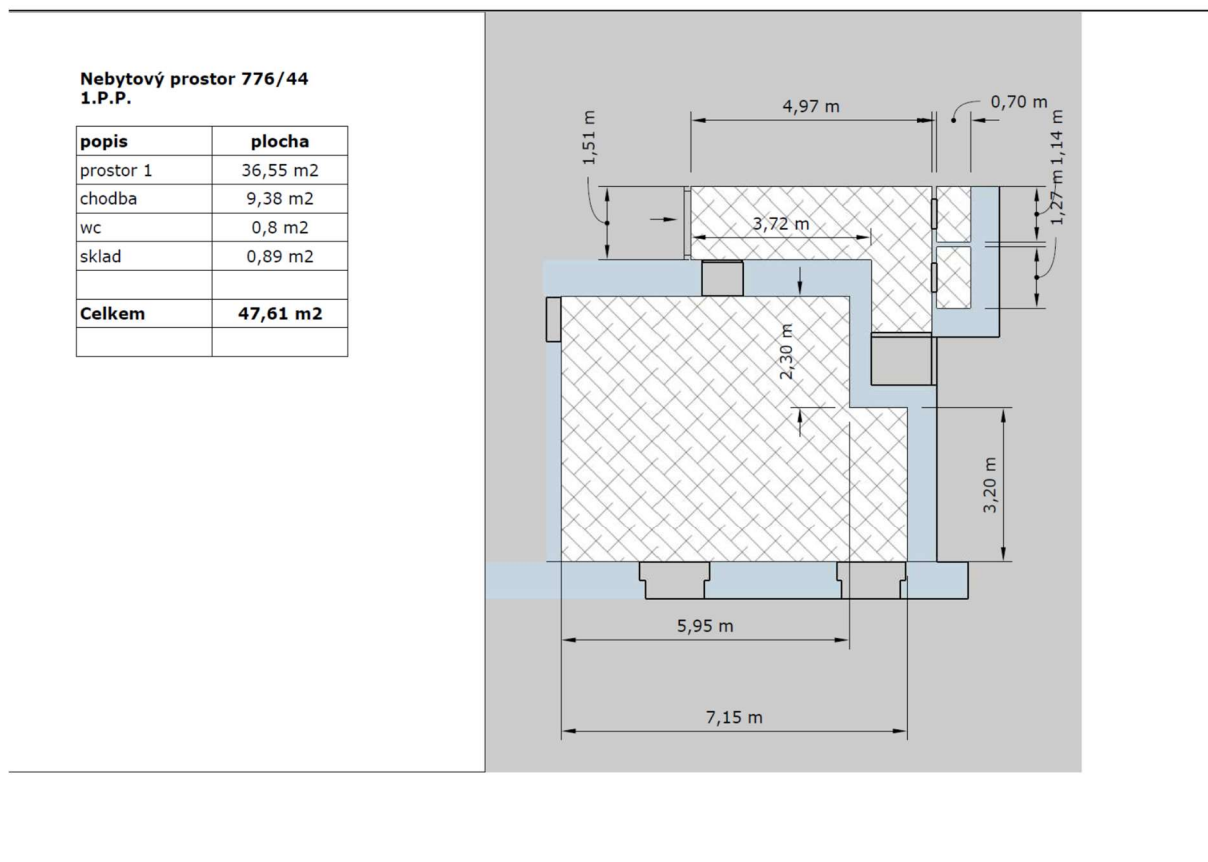 Nebytový prostor 776/44
1.P.P.
popis plocha
prostor 1 36,55 m2
chodba 9,38 m2
wc 0,8 m2
sklad 0,89 m2
Celkem 47,61 m2
4,97 m
0,70 m
1,51 m
1,14 m
1,27 m
3,72 m
2,30 m
3,20 m
5,95 m
7,15 m